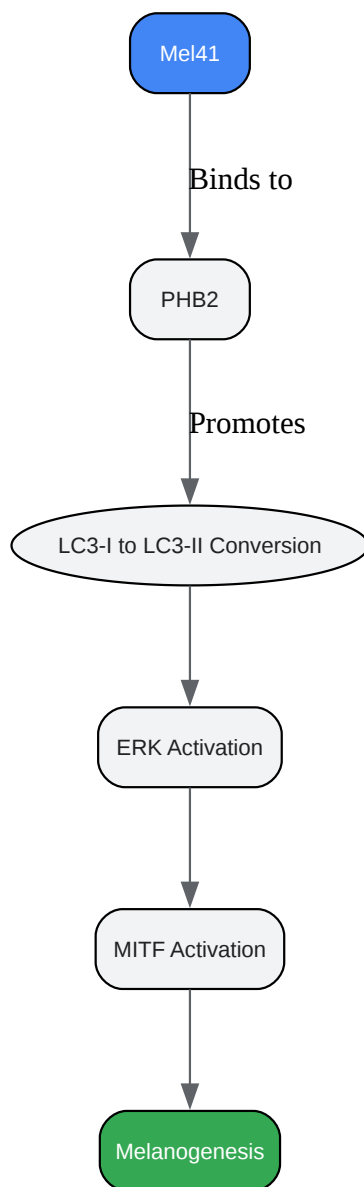 Mel41
Binds to
PHB2
Promotes
LC3-I to LC3-II Conversion
ERK Activation
MITF Activation
Melanogenesis